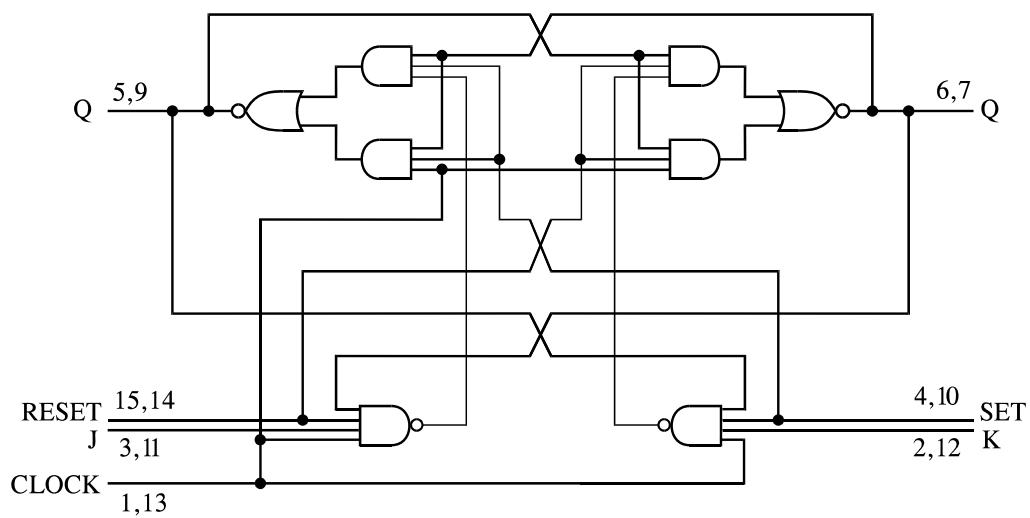 5,9
Q
6,7
Q
RESET 15,14
J 3,11
CLOCK 1,13
4,10 SET
2,12 K